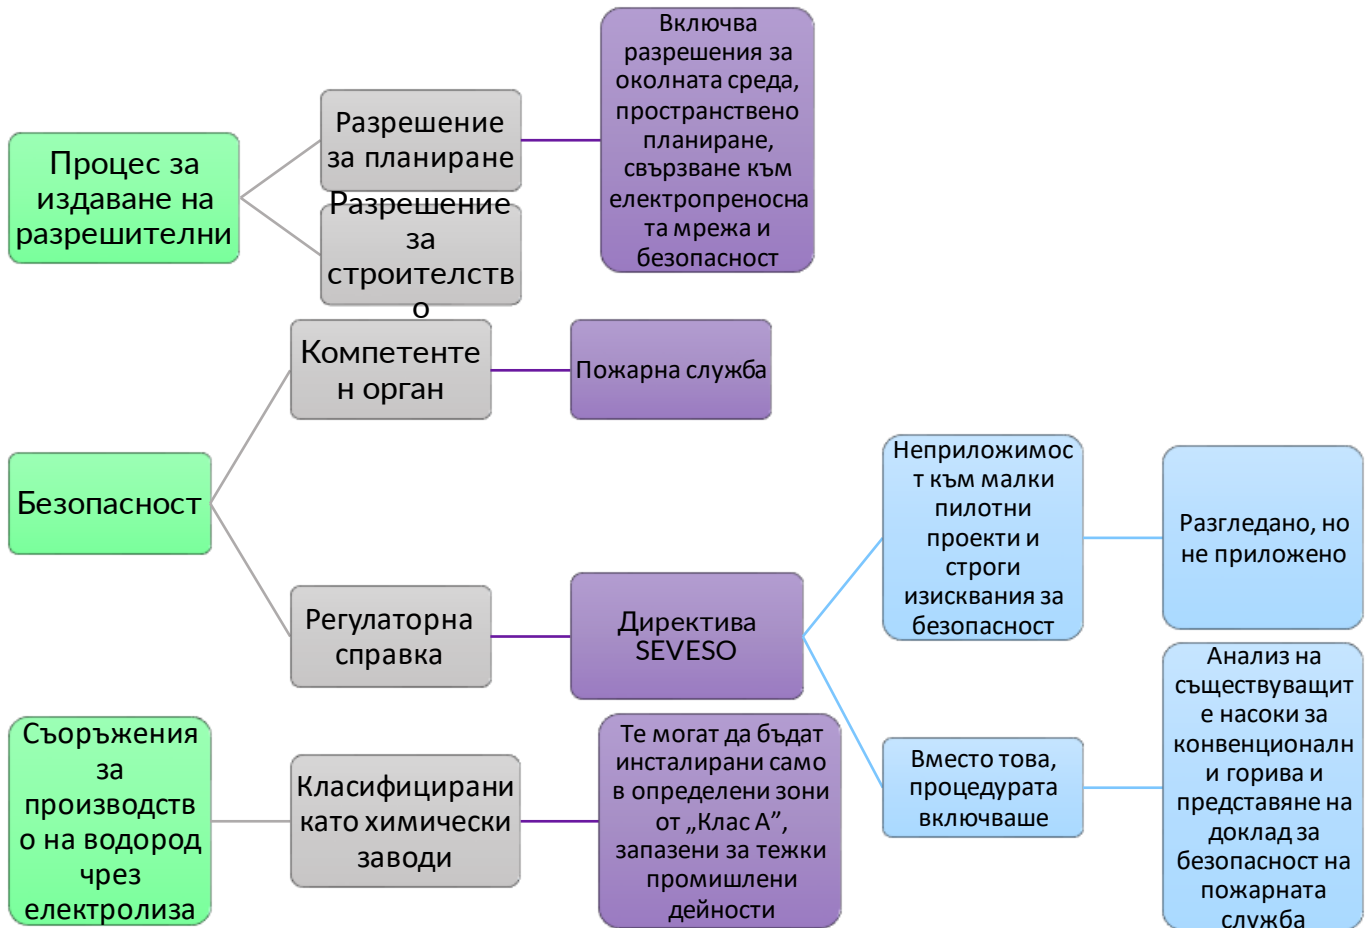 Процес за
издаване на
разрешителни
Разрешение
за планиране
Разрешение
за
строителств
о
Включва
разрешения за
околната среда,
пространствено
планиране,
свързване към
електропреносна
та мрежа и
безопасност
Безопасност
Компетенте
н орган
Пожарна служба
Регулаторна
справка
Директива
SEVESO
Неприложимос
т към малки
пилотни
проекти и
строги
изисквания за
безопасност
Разгледано, но
не приложено
Вместо това,
процедурата
включваше
Анализ на
съществуващит
е насоки за
конвенционалн
и горива и
представяне на
доклад за
безопасност на
пожарната
служба
Съоръжения
за
производств
о на водород
чрез
електролиза
Класифицирани
като химически
заводи
Те могат да бъдат
инсталирани само
в определени зони
от „Клас А”,
запазени за тежки
промишлени
дейности